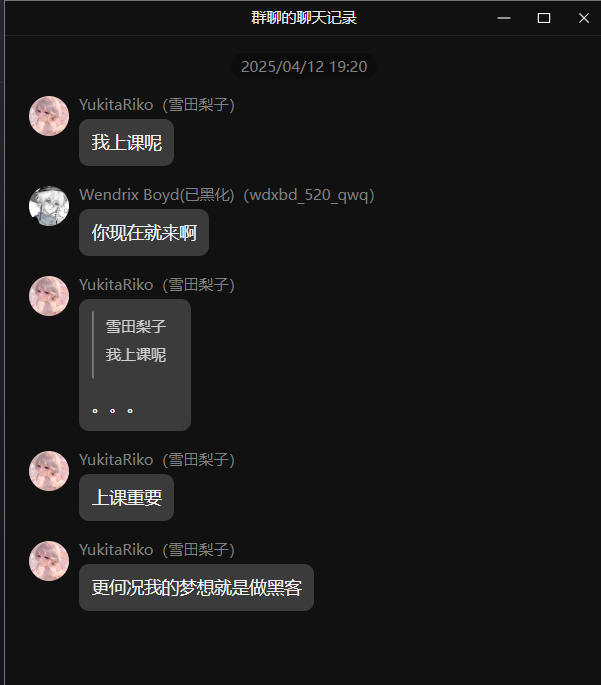 群聊的聊天记录
2025/04/12 19:20
YukitaRiko（雪田梨子）
我上课呢
Wendrix Boyd(已黑化)（wdxbd_520_qwq）
你现在就来啊
YukitaRiko（雪田梨子）
雪田梨子
我上课呢
。。。
YukitaRiko（雪田梨子）
上课重要
YukitaRiko（雪田梨子）
更何况我的梦想就是做黑客